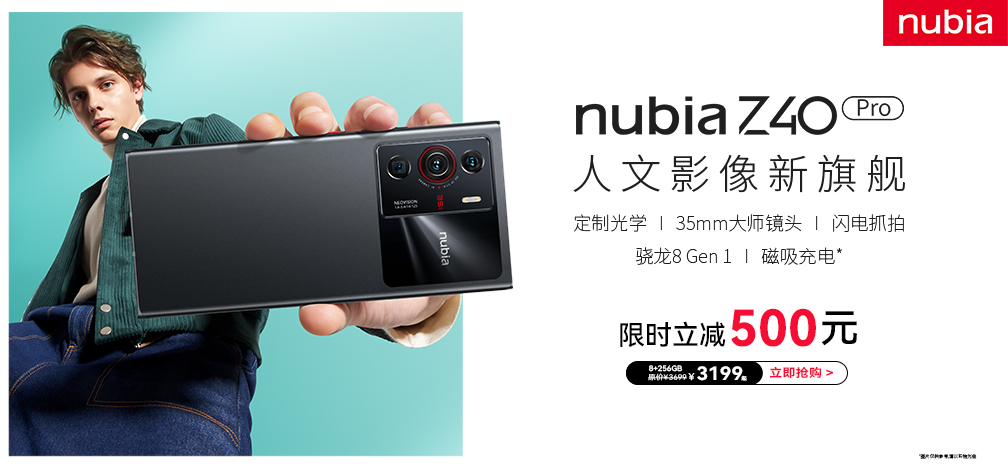 nubia
nubia Z40 Pro
人文影像新旗舰
定制光学 | 35mm大师镜头 | 闪电抓拍
骁龙8 Gen 1 | 磁吸充电*
限时立减500元
8+256GB
原价¥3699 ¥3199起
立即抢购 >
NEOVISION
35
nubia